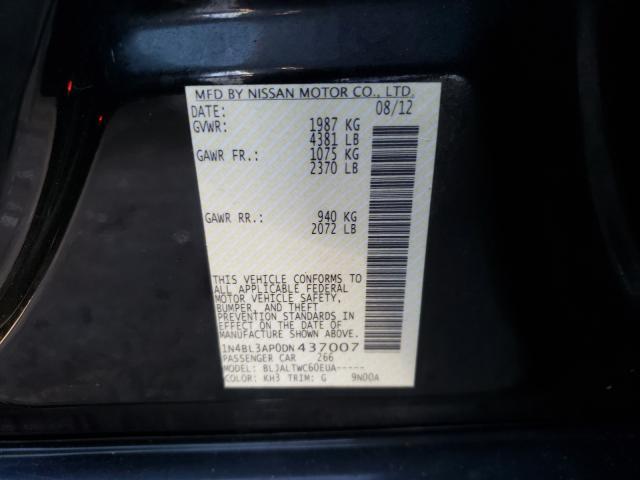 MFD BY NISSAN MOTOR CO., LTD.
DATE: 08/12
GVWR: 1987 KG
4381 LB
GAWR FR.: 1075 KG
2370 LB
GAWR RR.: 940 KG
2072 LB
THIS VEHICLE CONFORMS TO
ALL APPLICABLE FEDERAL
MOTOR VEHICLE SAFETY,
BUMPER, AND THEFT
PREVENTION STANDARDS IN
EFFECT ON THE DATE OF
MANUFACTURE SHOWN ABOVE.
1N4BL3AP0DN437007
PASSENGER CAR 266
MODEL: BLJALTWC60EUA-----
COLOR: KH3 TRIM: G 9N00A